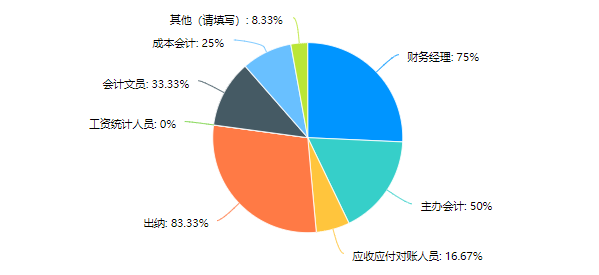 其他（请填写）: 8.33%
成本会计: 25%
财务经理: 75%
会计文员: 33.33%
工资统计人员: 0%
主办会计: 50%
出纳: 83.33%
应收应付对账人员: 16.67%